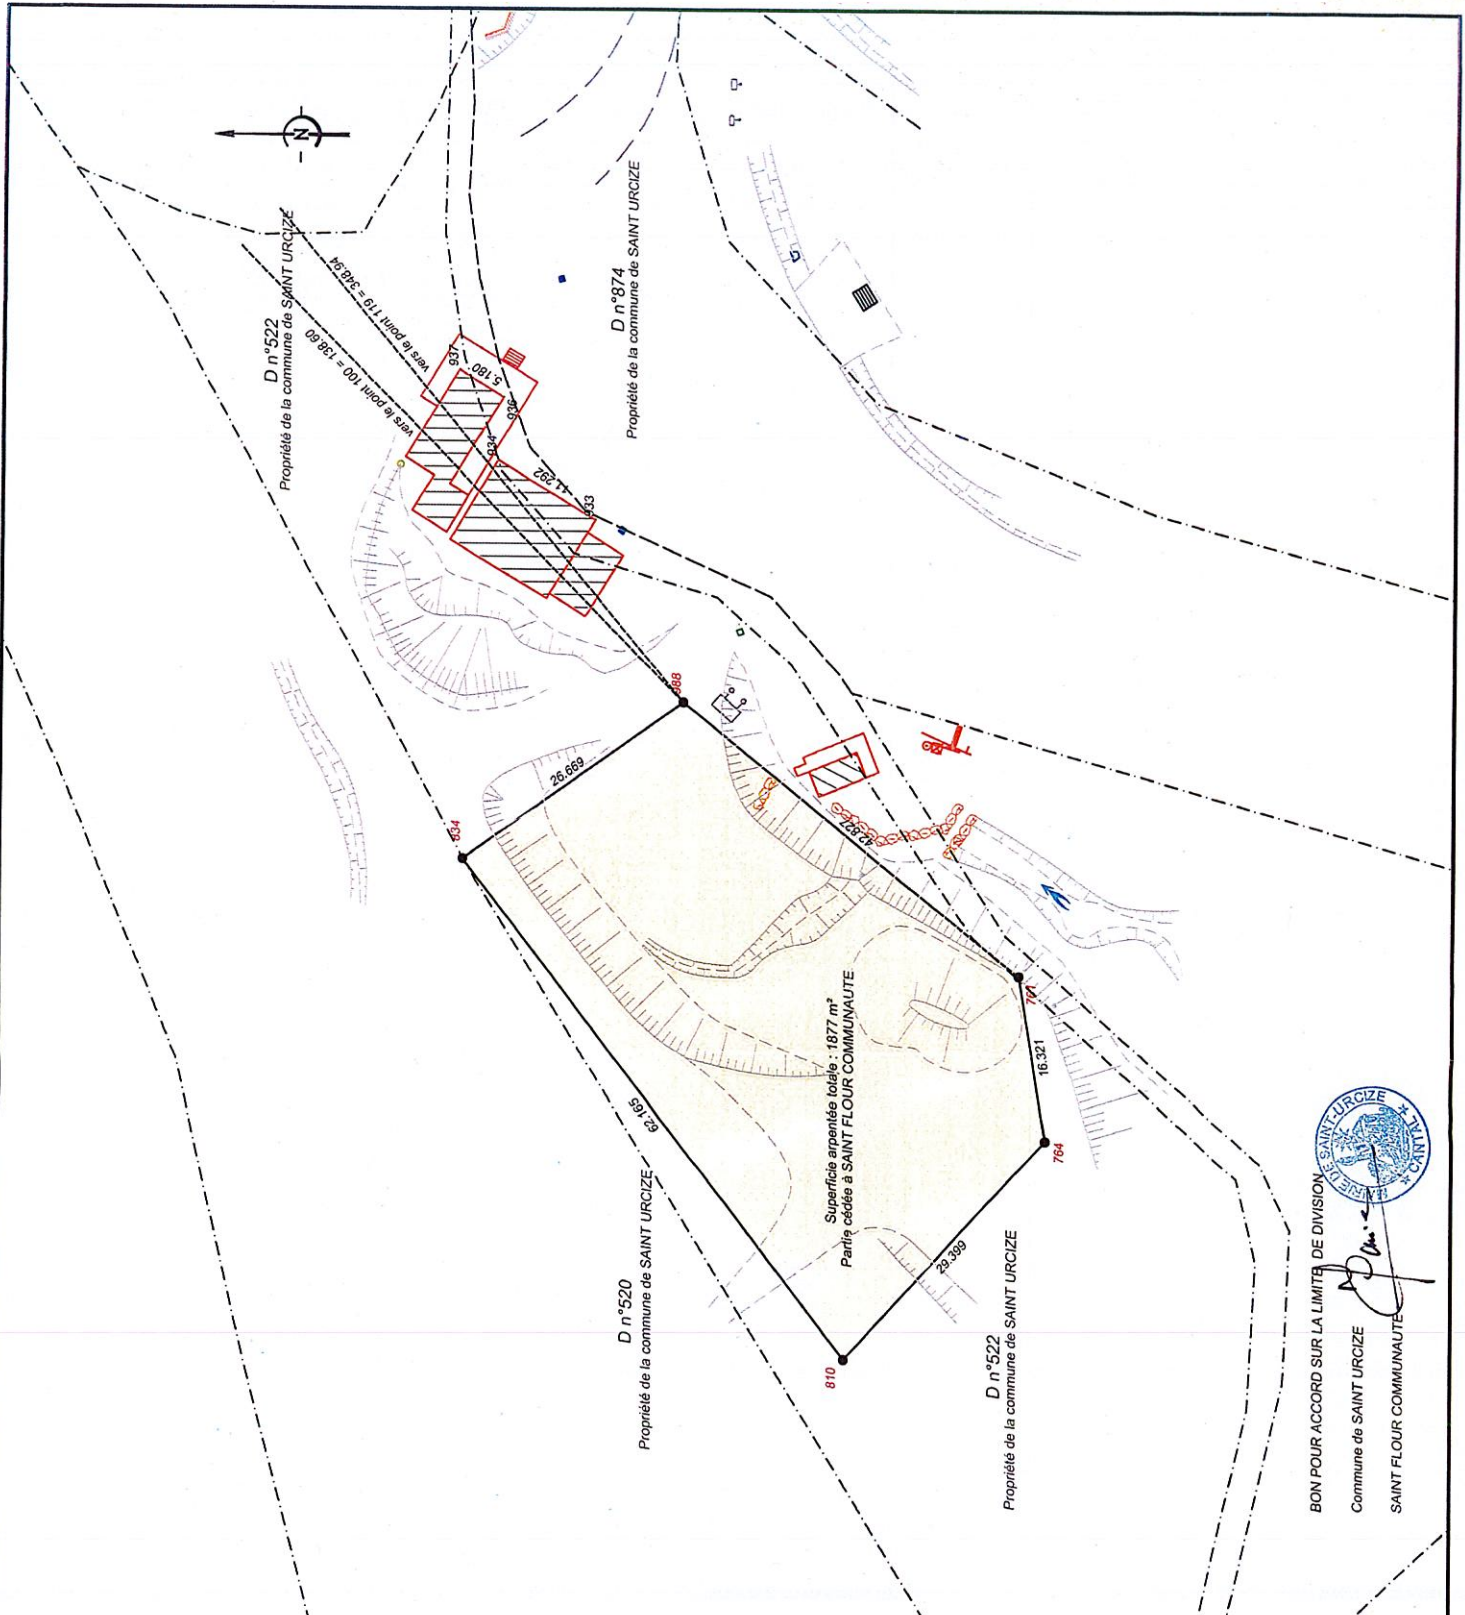 N
D n°522
Propriété de la commune de SAINT URCIZE
vers le point 119 = 348.94
vers le point 100 = 138.60
D n°874
Propriété de la commune de SAINT URCIZE
937
5.180
936
934
11.292
933
988
26.669
834
42.827
761
16.321
764
29.399
810
62.165
Superficie arpentée totale : 1877 m²
Partie cédée à SAINT FLOUR COMMUNAUTE
D n°520
Propriété de la commune de SAINT URCIZE
D n°522
Propriété de la commune de SAINT URCIZE
BON POUR ACCORD SUR LA LIMITE DE DIVISION
Commune de SAINT URCIZE
SAINT FLOUR COMMUNAUTE
MAIRIE DE SAINT-URCIZE
* CANTAL *